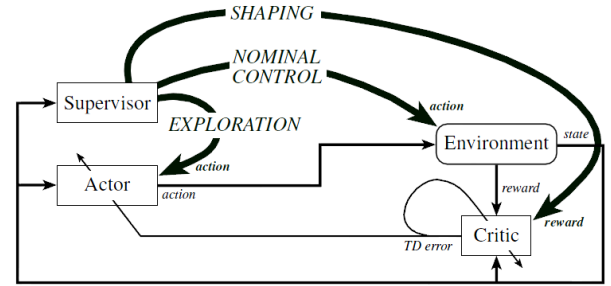 SHAPING
NOMINAL
CONTROL
Supervisor
action
EXPLORATION
Environment
state
action
Actor
action
reward
reward
TD error
Critic